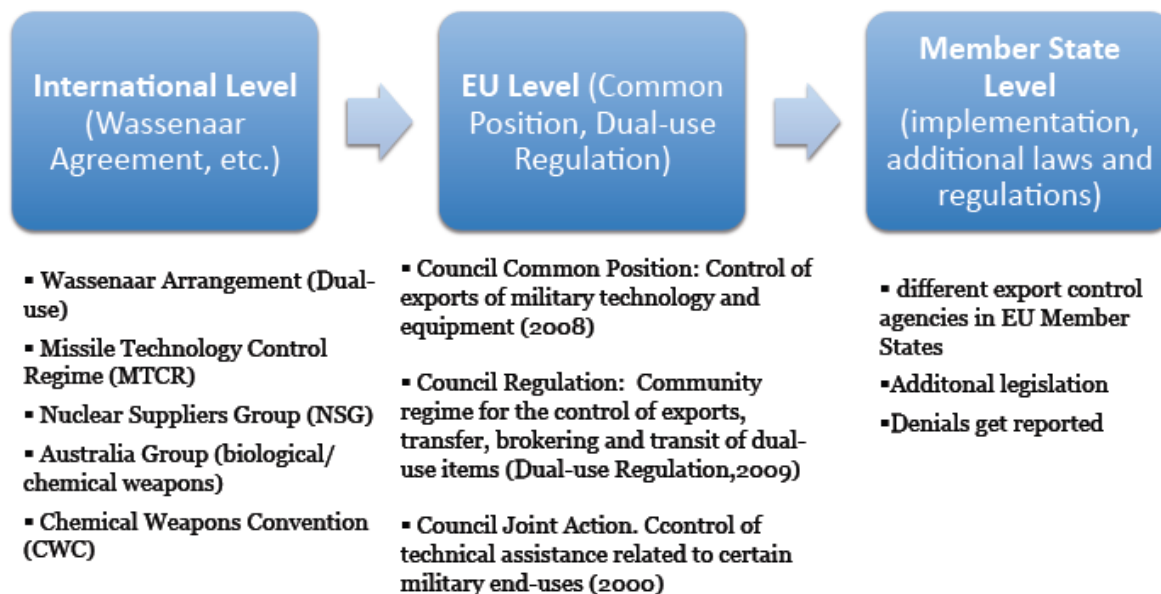 International Level
(Wassenaar
Agreement, etc.)
▪ Wassenaar Arrangement (Dual-
use)
▪ Missile Technology Control
Regime (MTCR)
▪ Nuclear Suppliers Group (NSG)
▪ Australia Group (biological/
chemical weapons)
▪ Chemical Weapons Convention
(CWC)
EU Level (Common
Position, Dual-use
Regulation)
▪ Council Common Position: Control of
exports of military technology and
equipment (2008)
▪ Council Regulation: Community
regime for the control of exports,
transfer, brokering and transit of dual-
use items (Dual-use Regulation,2009)
▪ Council Joint Action. Ccontrol of
technical assistance related to certain
military end-uses (2000)
Member State
Level
(implementation,
additional laws and
regulations)
▪ different export control
agencies in EU Member
States
▪Additonal legislation
▪Denials get reported